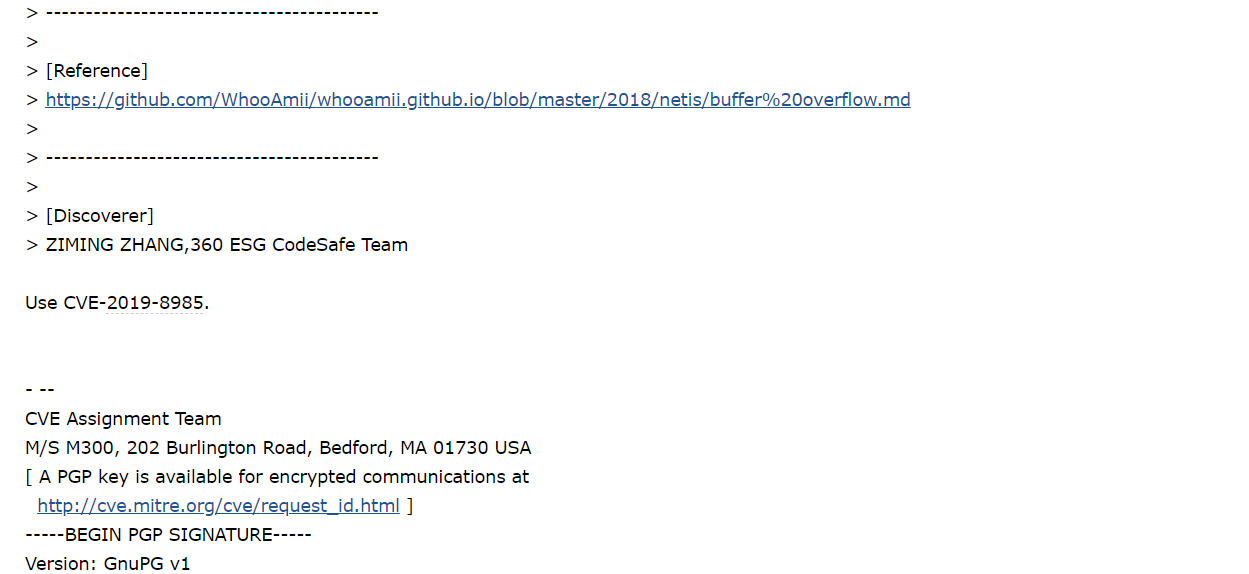 > ------------------------------------------
>
> [Reference]
> https://github.com/WhooAmii/whooamii.github.io/blob/master/2018/netis/buffer%20overflow.md
>
> ------------------------------------------
>
> [Discoverer]
> ZIMING ZHANG,360 ESG CodeSafe Team
Use CVE-2019-8985.
- --
CVE Assignment Team
M/S M300, 202 Burlington Road, Bedford, MA 01730 USA
[ A PGP key is available for encrypted communications at
http://cve.mitre.org/cve/request_id.html ]
-----BEGIN PGP SIGNATURE-----
Version: GnuPG v1